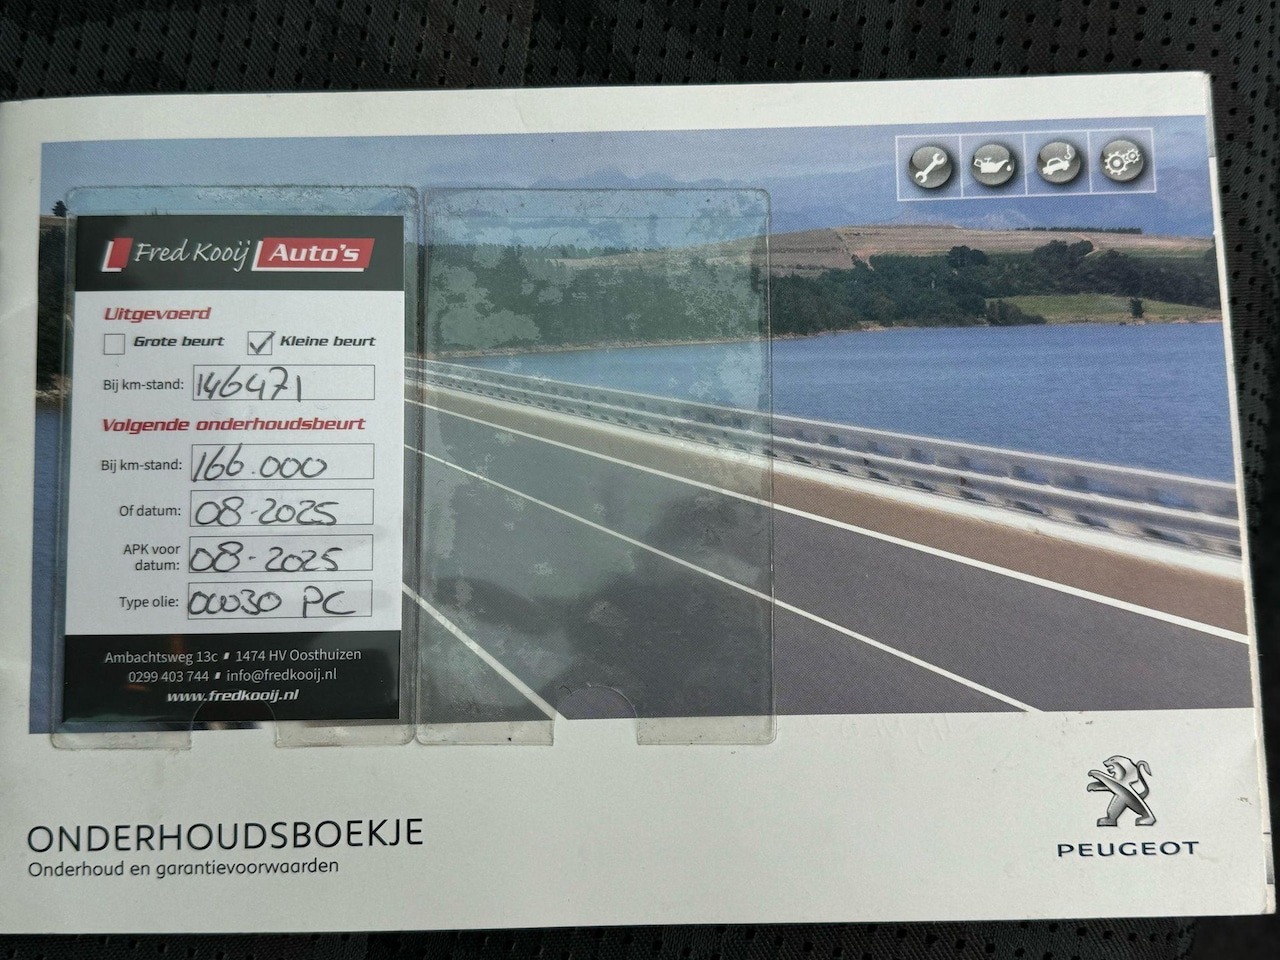 Fred Kooij Auto's
Uitgevoerd
Grote beurt Kleine beurt
Bij km-stand: 146471
Volgende onderhoudsbeurt
Bij km-stand: 166.000
Of datum: 08-2025
APK voor
datum: 08-2025
Type olie: 0W30 PC
Ambachtsweg 13c 1474 HV Oosthuizen
0299 403 744 info@fredkooij.nl
www.fredkooij.nl
ONDERHOUDSBOEKJE
Onderhoud en garantievoorwaarden
PEUGEOT